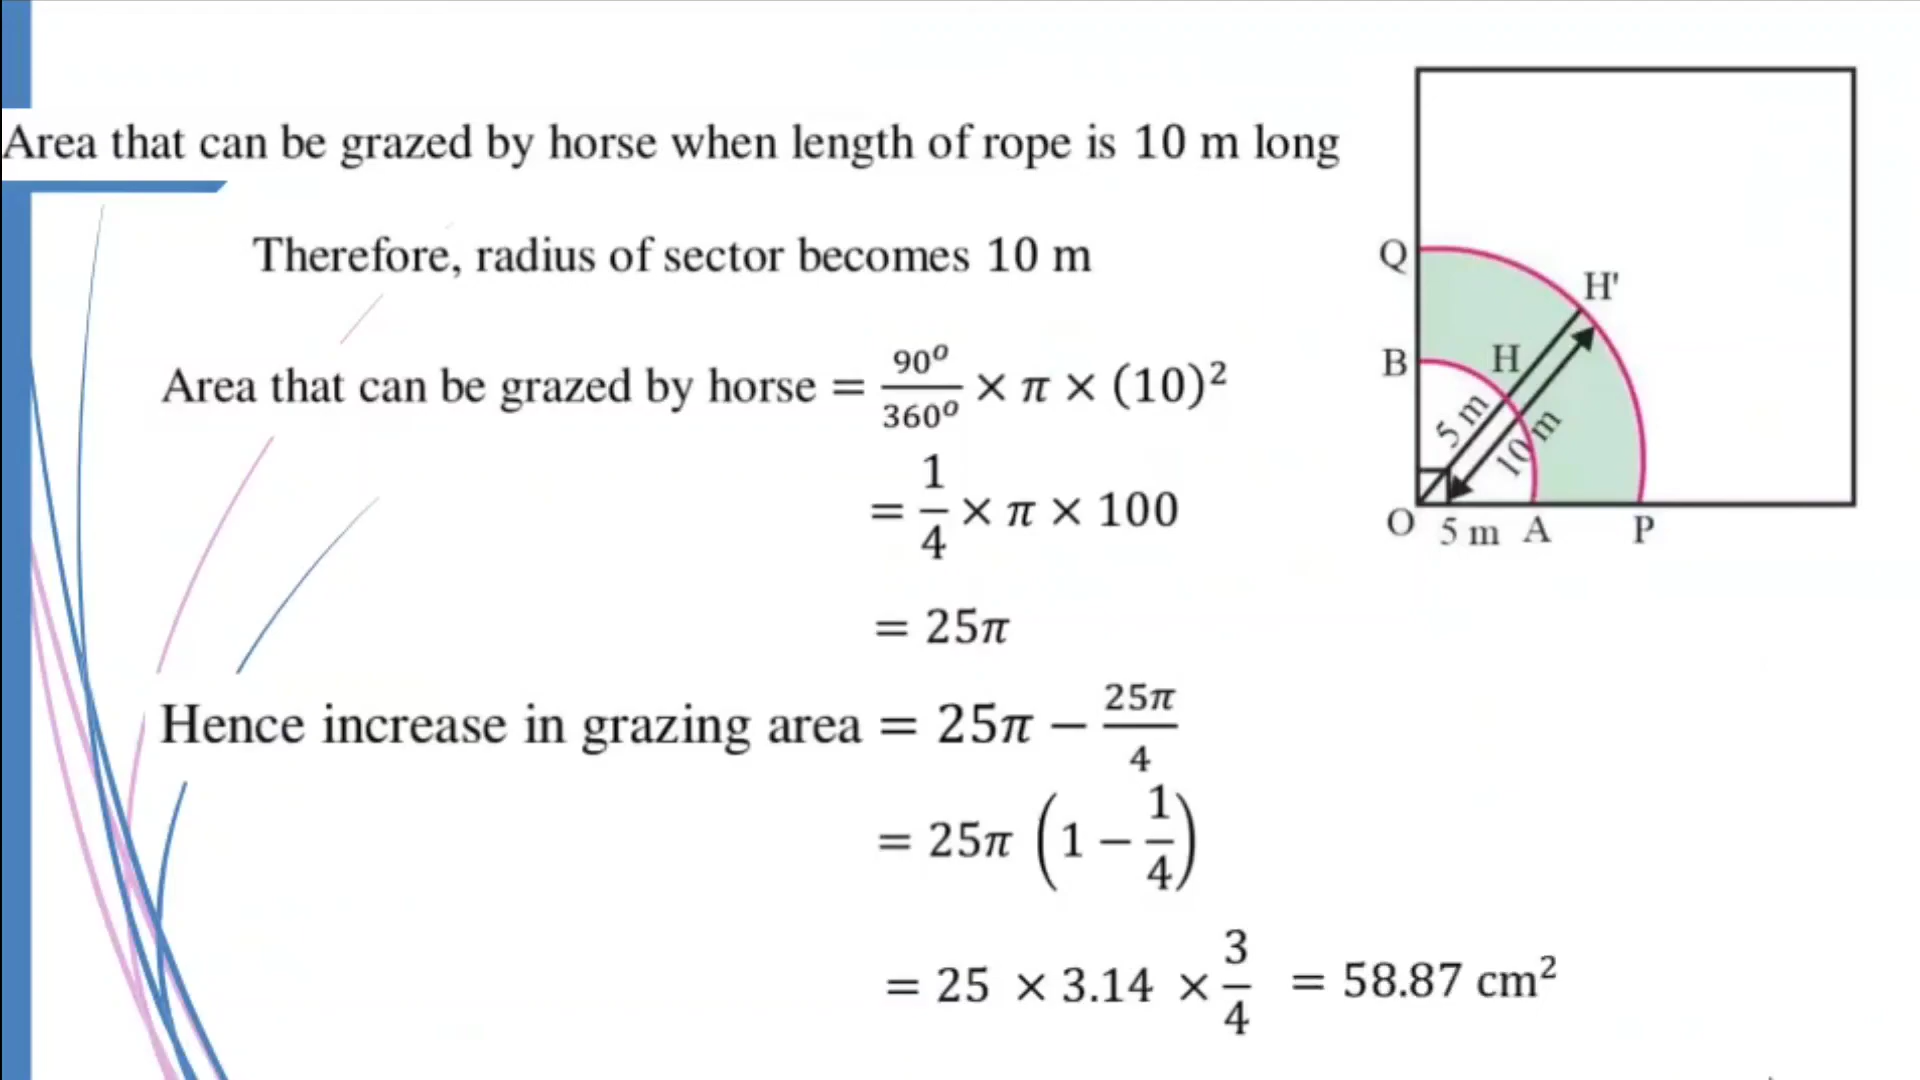 Area that can be grazed by horse when length of rope is 10 m long
Therefore, radius of sector becomes 10 m
Area that can be grazed by horse = 90⁰/360⁰ × π × (10)²
= 1/4 × π × 100
= 25π
Hence increase in grazing area = 25π − 25π/4
= 25π (1 − 1/4)
= 25 × 3.14 × 3/4 = 58.87 cm²
Q
H'
B
H
5 m
10 m
O
5 m
A
P